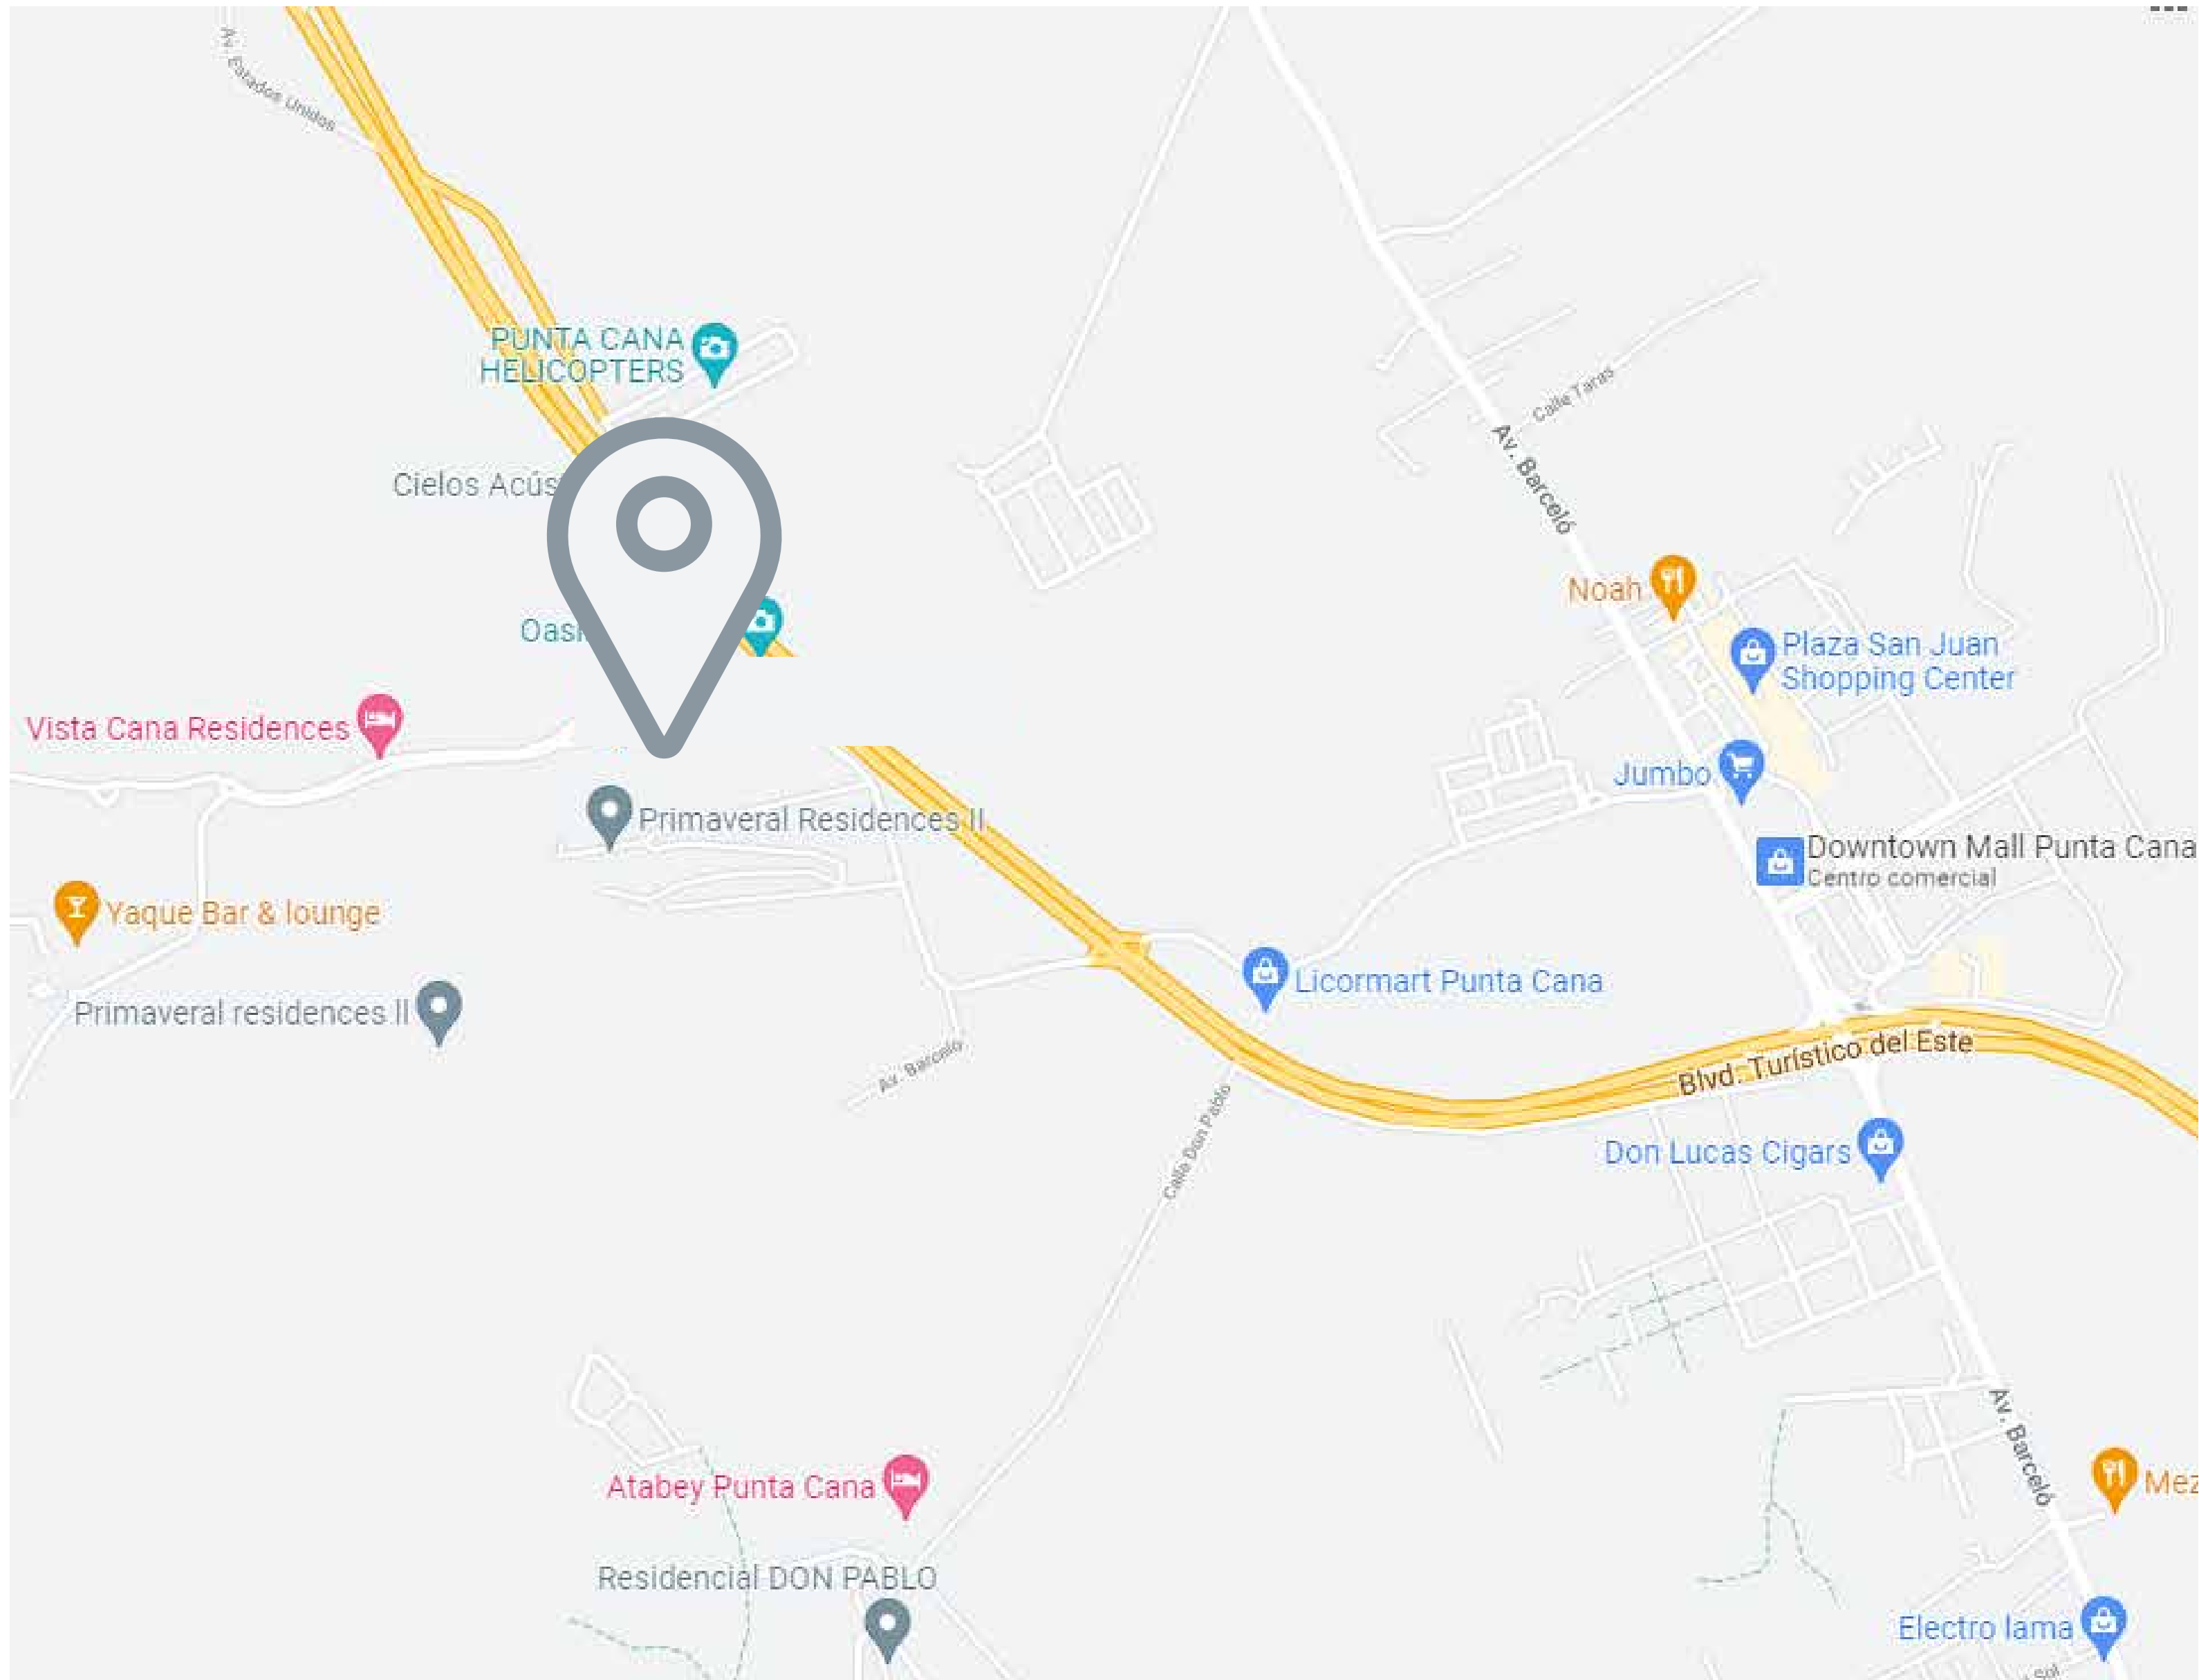 Av. Estados Unidos
PUNTA CANA
HELICOPTERS
Calle Taras
Av. Barceló
Cielos Acús
Noah
Oasi
Plaza San Juan
Shopping Center
Vista Cana Residences
Jumbo
Primaveral Residences II
Downtown Mall Punta Cana
Centro comercial
Yaque Bar & lounge
Licormart Punta Cana
Primaveral residences ll
Blvd. Turístico del Este
Av. Barceló
Calle Don Pablo
Don Lucas Cigars
Av. Barceló
Atabey Punta Cana
Mez
Residencial DON PABLO
Electro lama
Sol